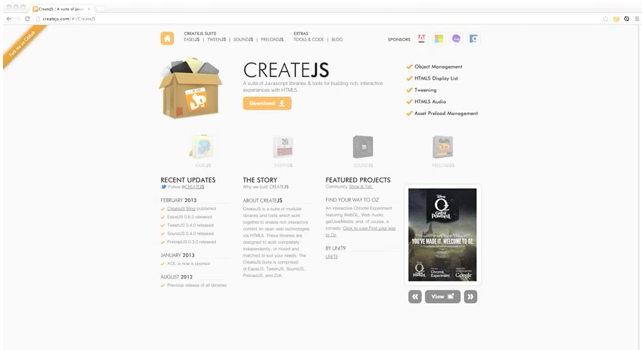 CreateJS | A suite of Javas
createjs.com/#!/CreateJS
Fork me on GitHub
CREATEJS SUITE
EASELJS | TWEENJS | SOUNDJS | PRELOADJS
EXTRAS
TOOLS & CODE | BLOG
SPONSORS
CREATEJS
A suite of Javascript libraries & tools for building rich, interactive
experiences with HTML5.
Download
Object Management
HTML5 Display List
Tweening
HTML5 Audio
Asset Preload Management
EASELJS
TWEENJS
SOUNDJS
PRELOADJS
RECENT UPDATES
Follow @CREATEJS
FEBRUARY 2013
CreateJS Blog published
EaselJS 0.6.0 released
TweenJS 0.4.0 released
SoundJS 0.4.0 released
PreloadJS 0.3.0 released
JANUARY 2013
AOL is now a sponsor
AUGUST 2012
Previous release of all libraries
THE STORY
Why we built CREATEJS
ABOUT CREATEJS
CreateJS is a suite of modular
libraries and tools which work
together to enable rich interactive
content on open web technologies
via HTML5. These libraries are
designed to work completely
independently, or mixed and
matched to suit your needs. The
CreateJS Suite is comprised
of: EaselJS, TweenJS, SoundJS,
PreloadJS, and Zoë.
FEATURED PROJECTS
Community Show & Tell.
FIND YOUR WAY TO OZ
An interactive Chrome Experiment
featuring WebGL, Web Audio,
getUserMedia, and, of course, a
tornado. Click to view Find your way
to Oz
BY UNIT9
UNIT9
Disney
OZ
YOU'VE MADE IT. WELCOME TO OZ
Chrome
Experiment
Google
View